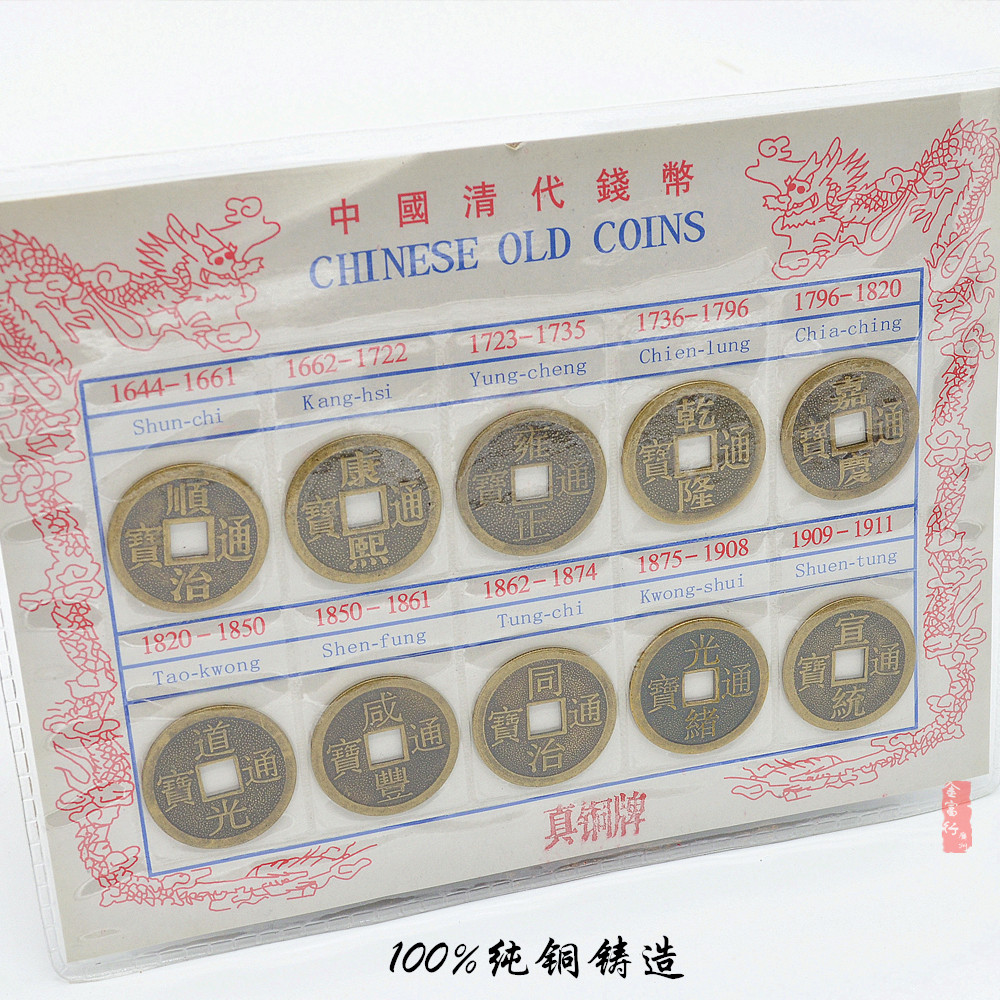 中國清代錢幣
CHINESE OLD COINS
1644-1661 1662-1722 1723-1735 1736-1796 1796-1820
Shun-chi Kang-hsi Yung-cheng Chien-lung Chia-ching
順治通寶 康熙通寶 雍正通寶 乾隆通寶 嘉慶通寶
1820-1850 1850-1861 1862-1874 1875-1908 1909-1911
Tao-kwong Shen-fung Tung-chi Kwong-shui Shuen-tung
道光通寶 咸豐通寶 同治通寶 光緒通寶 宣統通寶
真铜牌
金富行
100%纯铜铸造